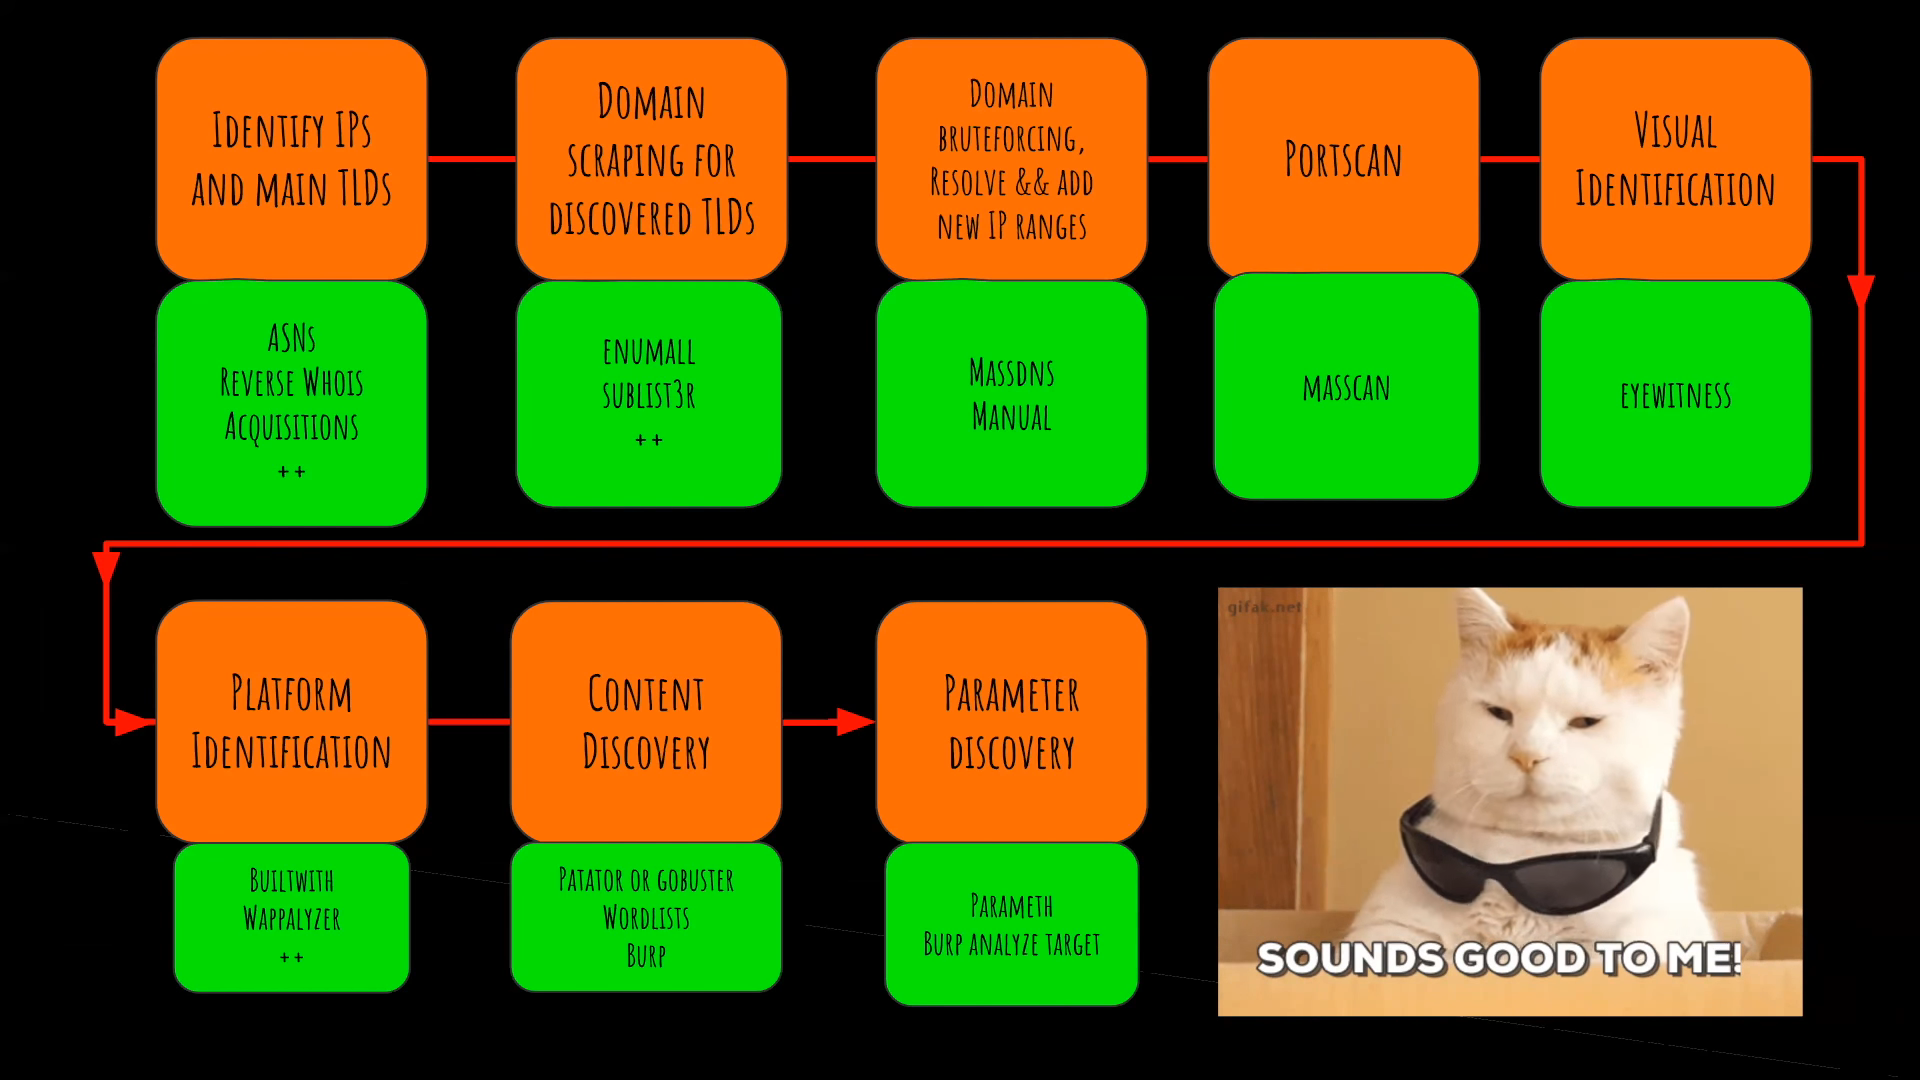 Identify IPs
and main TLDs
Domain
scraping for
discovered TLDs
Domain
bruteforcing,
Resolve && add
new IP ranges
Portscan
Visual
Identification
ASNs
Reverse Whois
Acquisitions
++
enumall
sublist3r
++
Massdns
Manual
masscan
eyewitness
Platform
Identification
Content
Discovery
Parameter
discovery
Builtwith
Wappalyzer
++
Patator or gobuster
Wordlists
Burp
Parameth
Burp analyze target
gifak.net
SOUNDS GOOD TO ME!